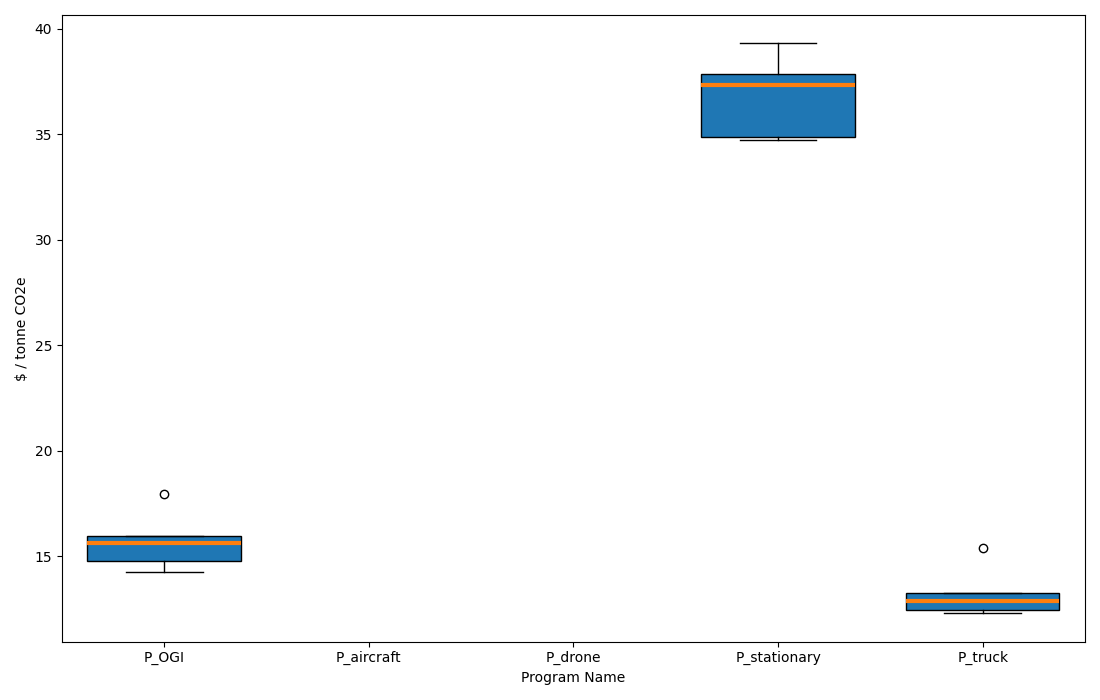 $ / tonne CO2e
40
35
30
25
20
15
P_OGI
P_aircraft
P_drone
P_stationary
P_truck
Program Name